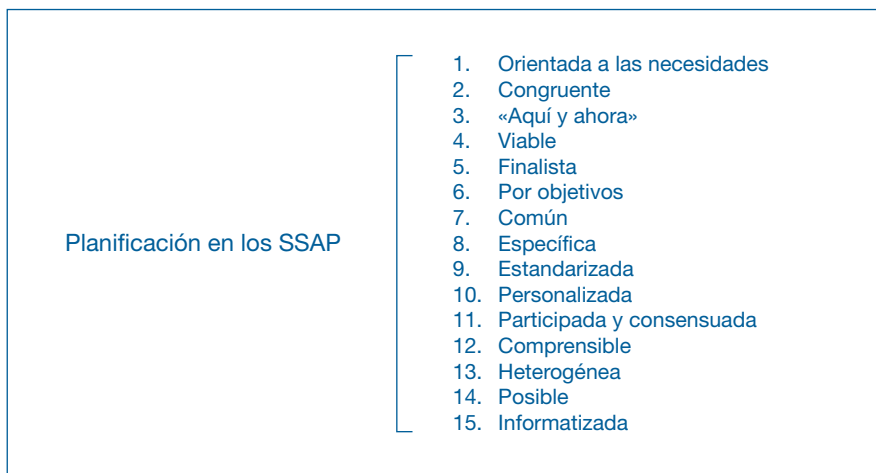 Planificación en los SSAP
1. Orientada a las necesidades
2. Congruente
3. «Aquí y ahora»
4. Viable
5. Finalista
6. Por objetivos
7. Común
8. Específica
9. Estandarizada
10. Personalizada
11. Participada y consensuada
12. Comprensible
13. Heterogénea
14. Posible
15. Informatizada